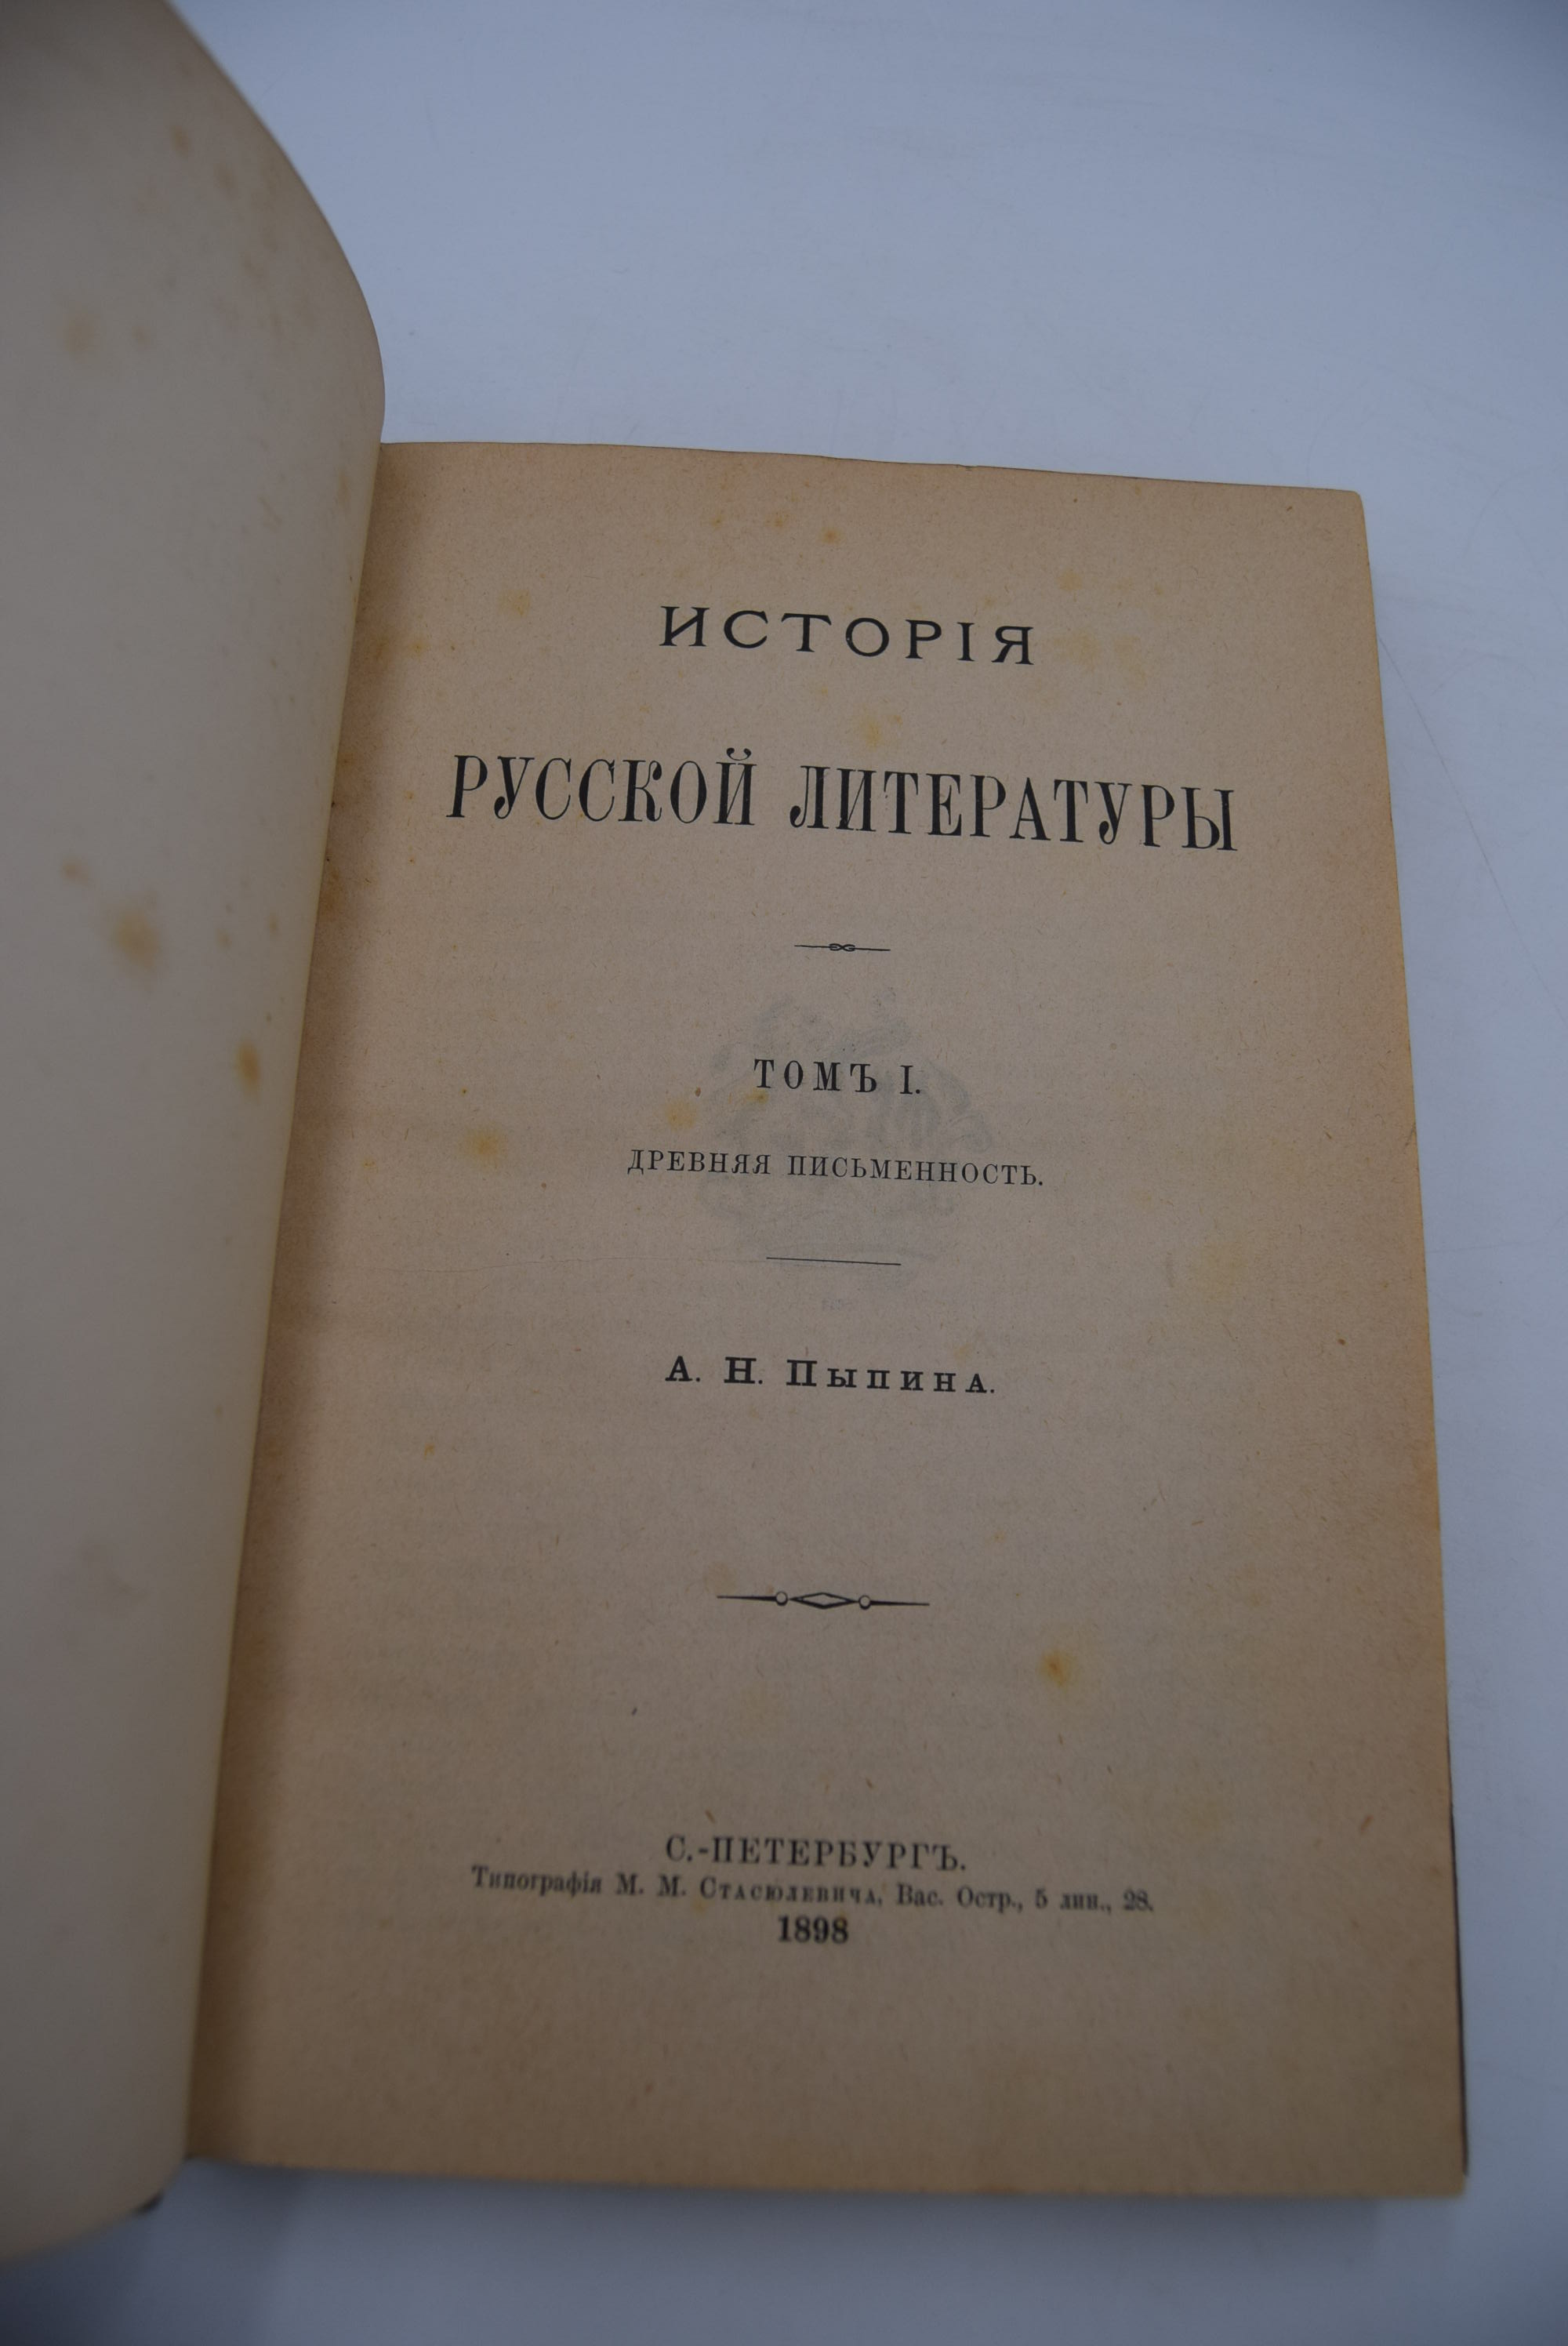 ИСТОРІЯ
РУССКОЙ ЛИТЕРАТУРЫ
ТОМЪ I.
ДРЕВНЯЯ ПИСЬМЕННОСТЬ.
А. Н. Пыпина.
С.-ПЕТЕРБУРГЪ.
Типографія М. М. Стасюлевича, Вас. Остр., 5 лин., 28.
1898